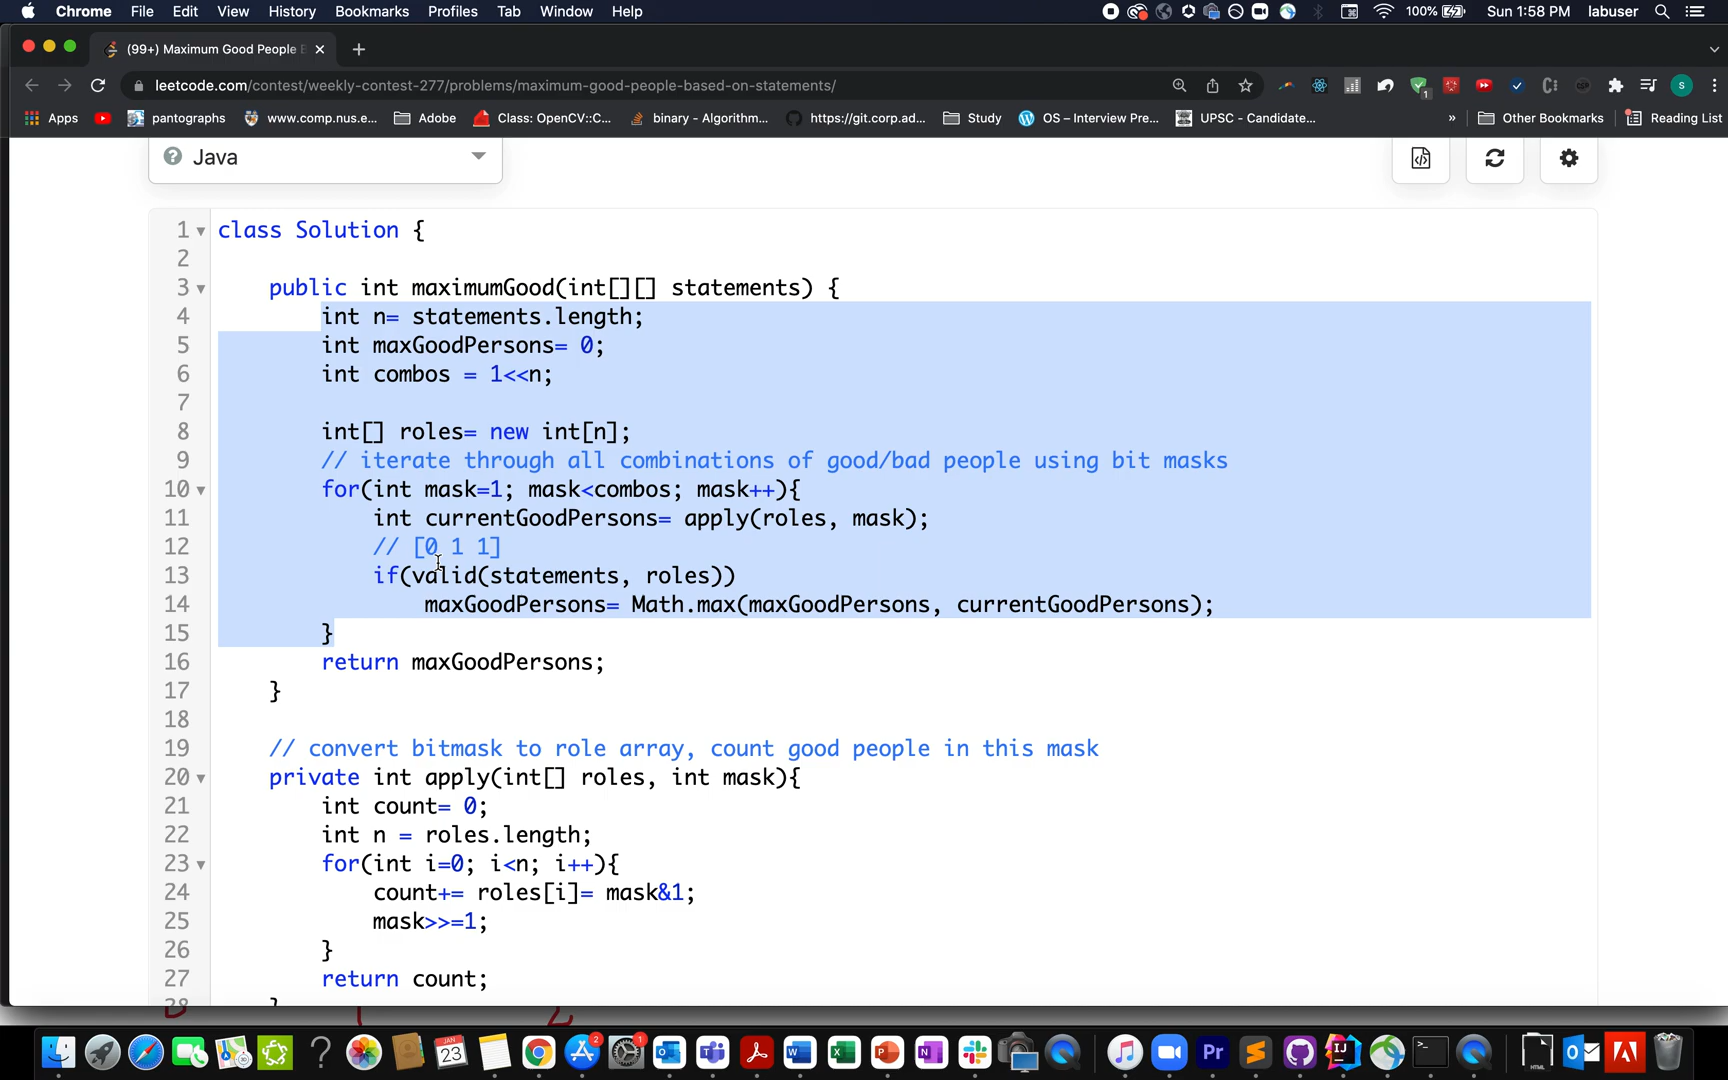 Chrome File Edit View History Bookmarks Profiles Tab Window Help 100% Sun 1:58 PM labuser
(99+) Maximum Good People
leetcode.com/contest/weekly-contest-277/problems/maximum-good-people-based-on-statements/
Apps pantographs www.comp.nus.e... Adobe Class: OpenCV::C... binary - Algorithm... https://git.corp.ad... Study OS – Interview Pre... UPSC - Candidate... » Other Bookmarks Reading List
Java
1 class Solution {
2
3 public int maximumGood(int[][] statements) {
4 int n= statements.length;
5 int maxGoodPersons= 0;
6 int combos = 1<<n;
7
8 int[] roles= new int[n];
9 // iterate through all combinations of good/bad people using bit masks
10 for(int mask=1; mask<combos; mask++){
11 int currentGoodPersons= apply(roles, mask);
12 // [0 1 1]
13 if(valid(statements, roles))
14 maxGoodPersons= Math.max(maxGoodPersons, currentGoodPersons);
15 }
16 return maxGoodPersons;
17 }
18
19 // convert bitmask to role array, count good people in this mask
20 private int apply(int[] roles, int mask){
21 int count= 0;
22 int n = roles.length;
23 for(int i=0; i<n; i++){
24 count+= roles[i]= mask&1;
25 mask>>=1;
26 }
27 return count;
28 }